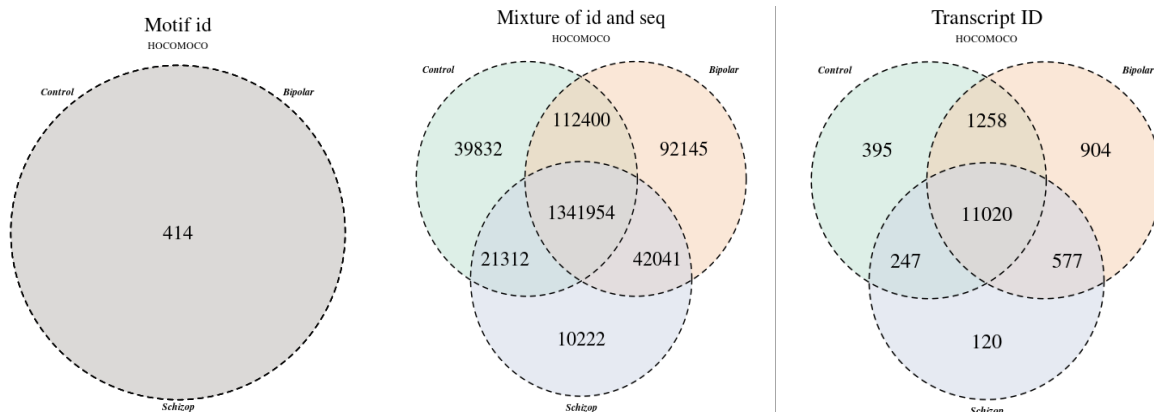 Motif id
HOCOMOCO
Control
Bipolar
414
Schizop
Mixture of id and seq
HOCOMOCO
Control
Bipolar
112400
39832
92145
1341954
21312
42041
10222
Schizop
Transcript ID
HOCOMOCO
Control
Bipolar
1258
395
904
11020
247
577
120
Schizop